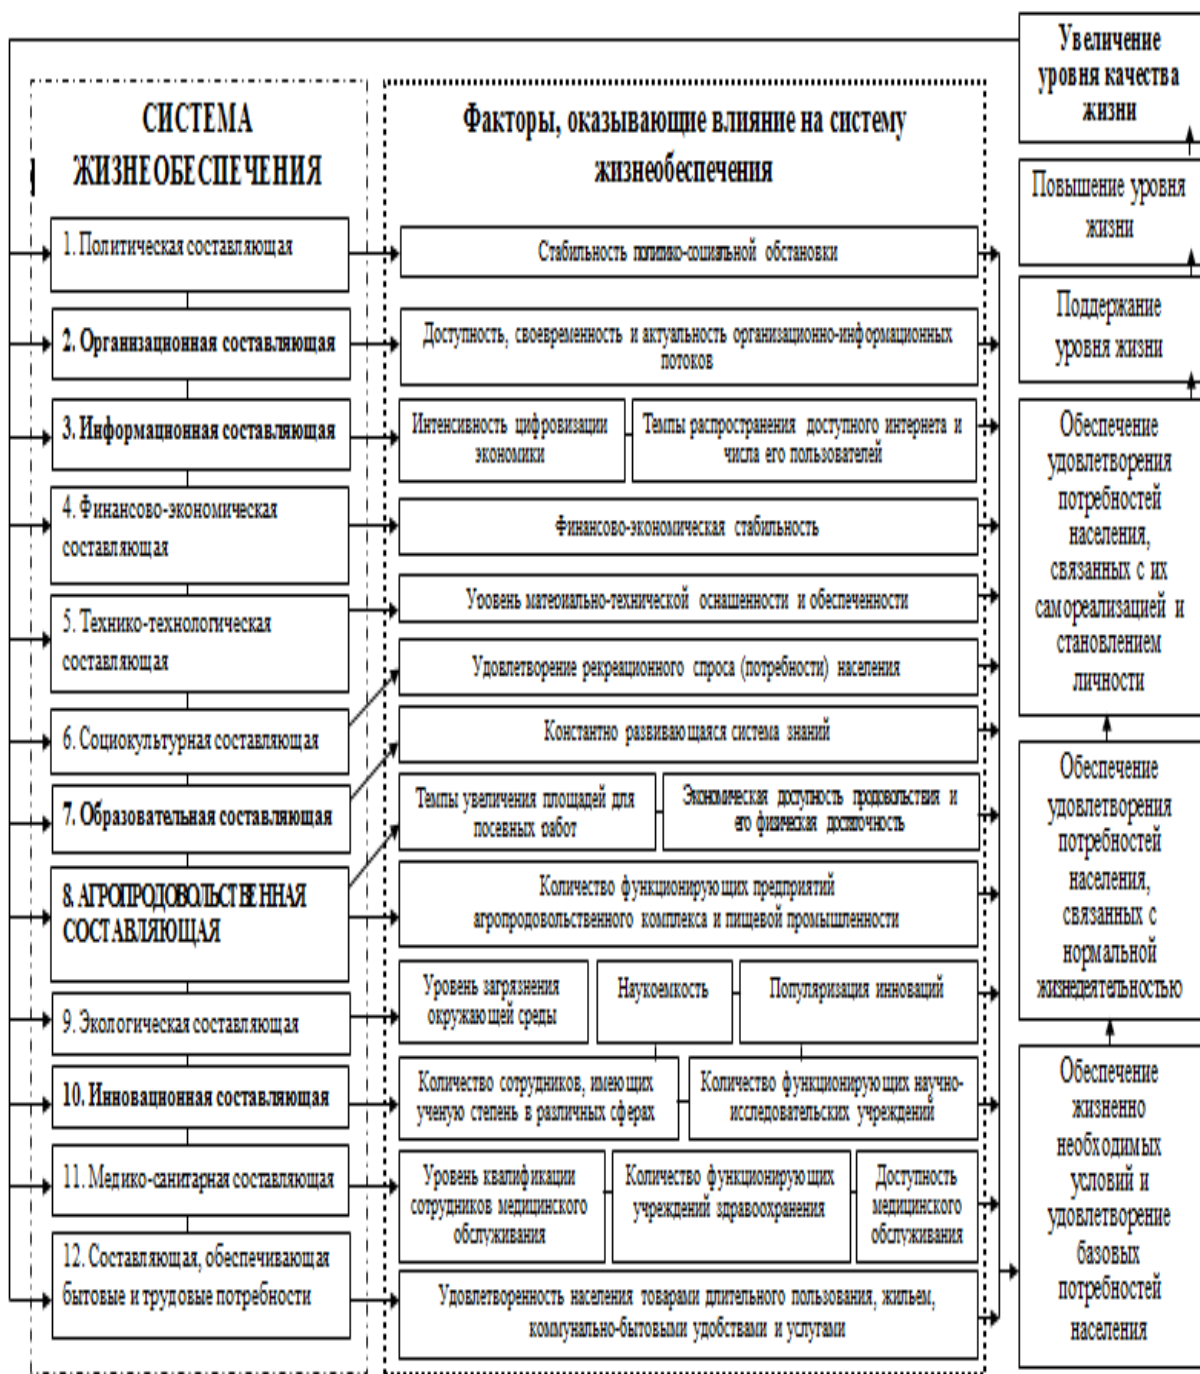 СИСТЕМА
ЖИЗНЕОБЕСПЕЧЕНИЯ
1. Политическая составляющая
2. Организационная составляющая
3. Информационная составляющая
4. Финансово-экономическая
составляющая
5. Технико-технологическая
составляющая
6. Социокультурная составляющая
7. Образовательная составляющая
8. АГРОПРОДОВОЛЬСТВЕННАЯ
СОСТАВЛЯЮЩАЯ
9. Экологическая составляющая
10. Инновационная составляющая
11. Медико-санитарная составляющая
12. Составляющая, обеспечивающая
бытовые и трудовые потребности
Факторы, оказывающие влияние на систему
жизнеобеспечения
Стабильность политико-социальной обстановки
Доступность, своевременность и актуальность организационно-информационных
потоков
Интенсивность цифровизации
экономики
Темпы распространения доступного интернета и
числа его пользователей
Финансово-экономическая стабильность
Уровень материально-технической оснащенности и обеспеченности
Удовлетворение рекреационного спроса (потребности) населения
Константно развивающаяся система знаний
Темпы увеличения площадей для
посевных работ
Экономическая доступность продовольствия и
его физическая достаточность
Количество функционирующих предприятий
агропродовольственного комплекса и пищевой промышленности
Уровень загрязнения
окружающей среды
Наукоемкость
Популяризация инноваций
Количество сотрудников, имеющих
ученую степень в различных сферах
Количество функционирующих научно-
исследовательских учреждений
Уровень квалификации
сотрудников медицинского
обслуживания
Количество функционирующих
учреждений здравоохранения
Доступность
медицинского
обслуживания
Удовлетворенность населения товарами длительного пользования, жильем,
коммунально-бытовыми удобствами и услугами
Увеличение
уровня качества
жизни
Повышение уровня
жизни
Поддержание
уровня жизни
Обеспечение
удовлетворения
потребностей
населения,
связанных с их
самореализацией и
становлением
личности
Обеспечение
удовлетворения
потребностей
населения,
связанных с
нормальной
жизнедеятельностью
Обеспечение
жизненно
необходимых
условий и
удовлетворение
базовых
потребностей
населения